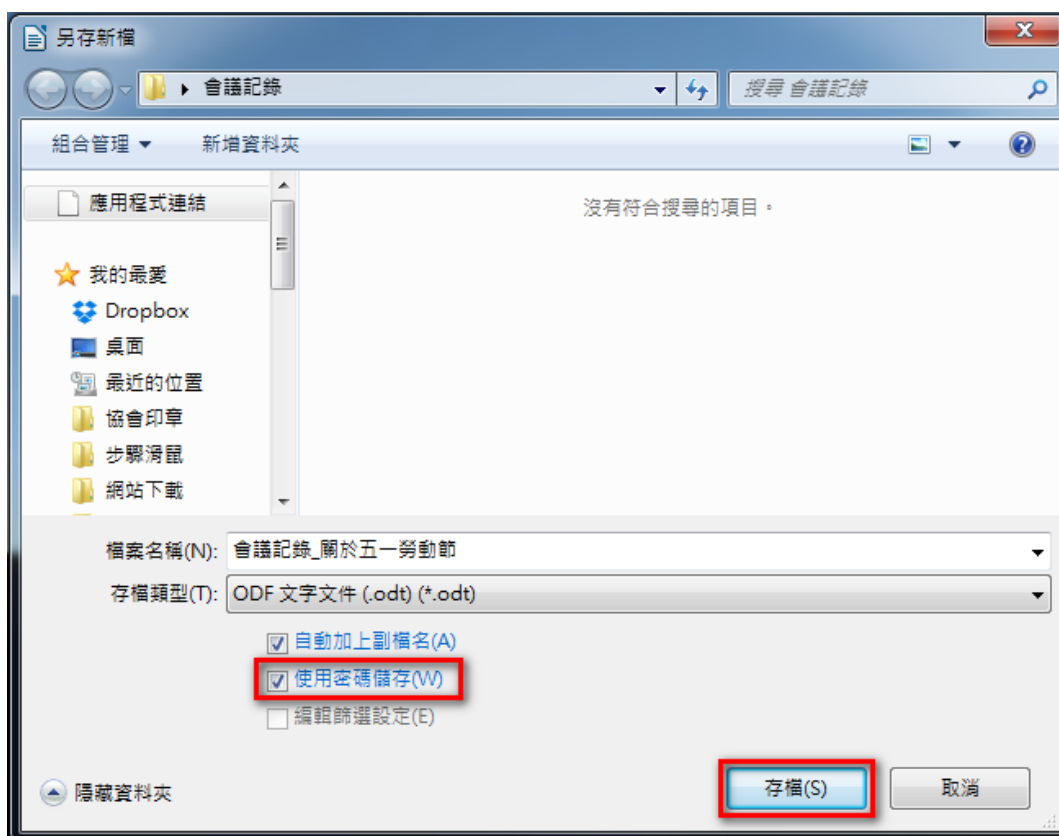 另存新檔
會議記錄
搜尋 會議記錄
組合管理 新增資料夾
應用程式連結
沒有符合搜尋的項目。
我的最愛
Dropbox
桌面
最近的位置
協會印章
步驟滑鼠
網站下載
檔案名稱(N): 會議記錄_關於五一勞動節
存檔類型(T): ODF 文字文件 (.odt) (*.odt)
自動加上副檔名(A)
使用密碼儲存(W)
編輯篩選設定(E)
隱藏資料夾
存檔(S) 取消